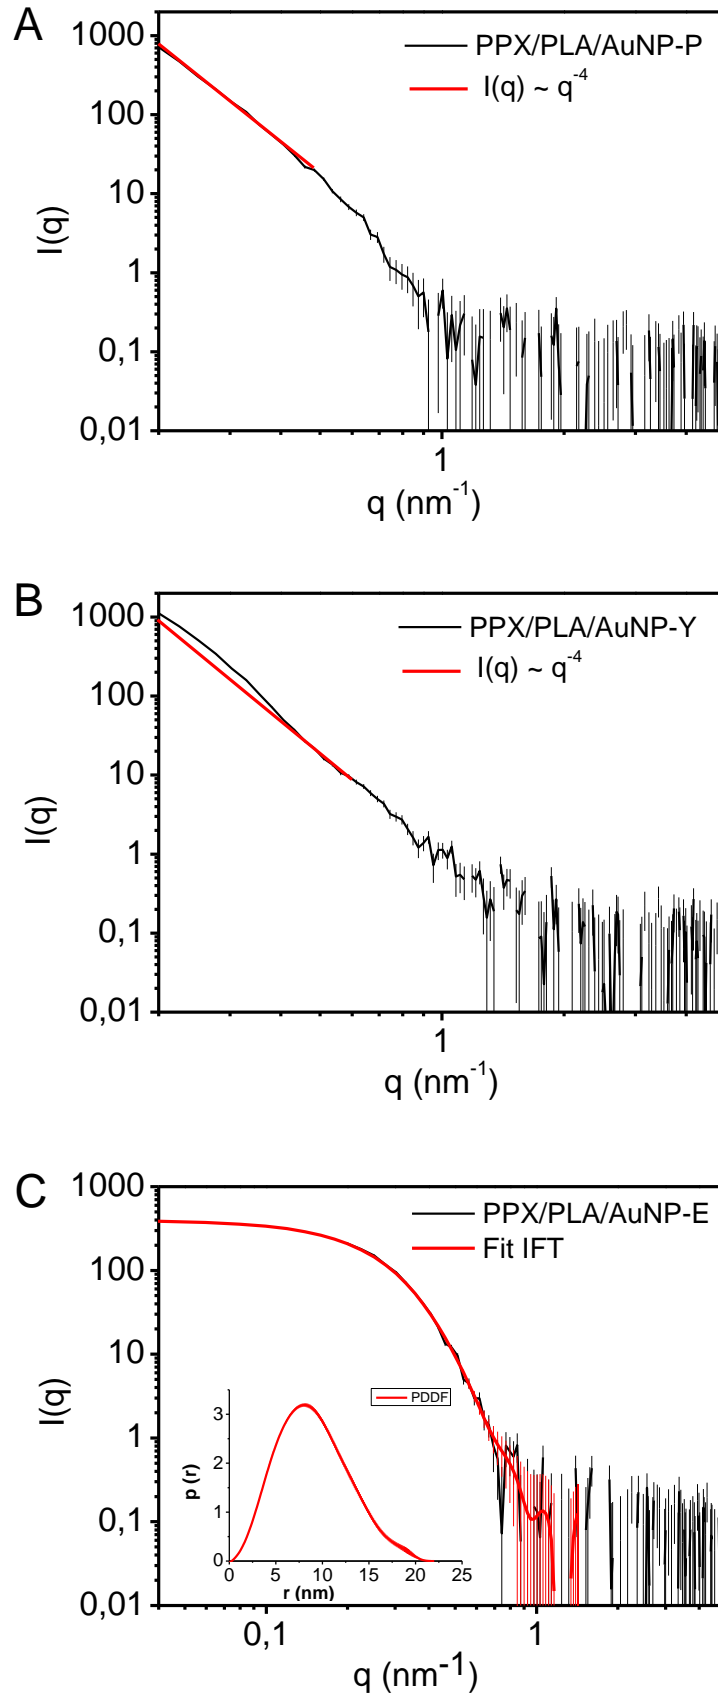 A
1000
100
10
1
0,1
0,01
I(q)
PPX/PLA/AuNP-P
I(q) ~ q⁻⁴
1
q (nm⁻¹)
B
1000
100
10
1
0,1
0,01
I(q)
PPX/PLA/AuNP-Y
I(q) ~ q⁻⁴
1
q (nm⁻¹)
C
1000
100
10
1
0,1
0,01
I(q)
PPX/PLA/AuNP-E
Fit IFT
PDDF
3
2
1
0
p (r)
0 5 10 15 20 25
r (nm)
0,1 1
q (nm⁻¹)